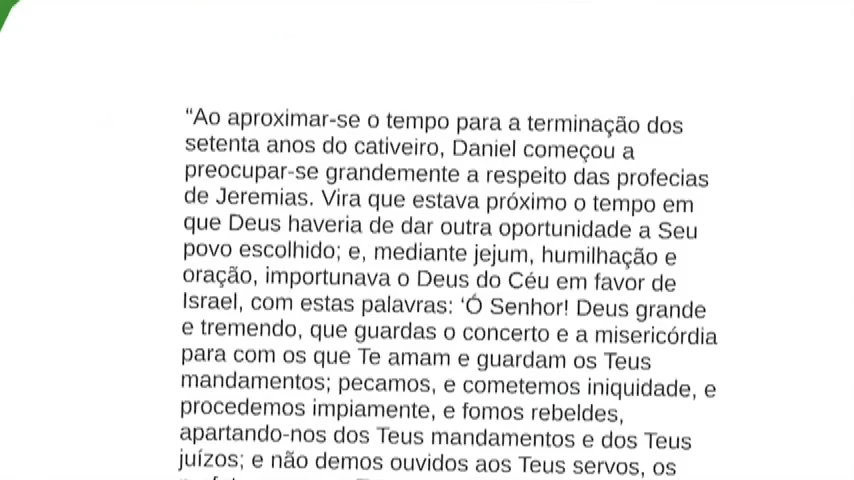 “Ao aproximar-se o tempo para a terminação dos
setenta anos do cativeiro, Daniel começou a
preocupar-se grandemente a respeito das profecias
de Jeremias. Vira que estava próximo o tempo em
que Deus haveria de dar outra oportunidade a Seu
povo escolhido; e, mediante jejum, humilhação e
oração, importunava o Deus do Céu em favor de
Israel, com estas palavras: ‘Ó Senhor! Deus grande
e tremendo, que guardas o concerto e a misericórdia
para com os que Te amam e guardam os Teus
mandamentos; pecamos, e cometemos iniquidade, e
procedemos impiamente, e fomos rebeldes,
apartando-nos dos Teus mandamentos e dos Teus
juízos; e não demos ouvidos aos Teus servos, os